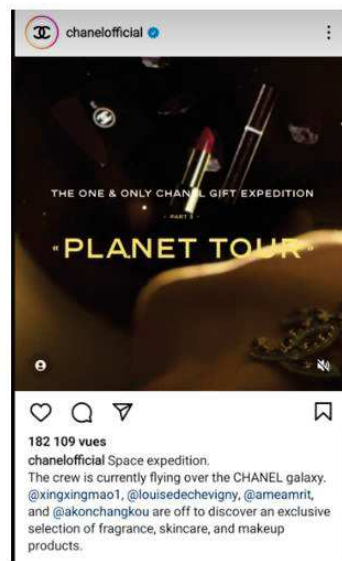 chanelofficial
THE ONE & ONLY CHANEL GIFT EXPEDITION
- PART 3 -
« PLANET TOUR »
182 109 vues
chanelofficial Space expedition.
The crew is currently flying over the CHANEL galaxy.
@xingxingmao1, @louisedechevigny, @ameamrit,
and @akonchangkou are off to discover an exclusive
selection of fragrance, skincare, and makeup
products.